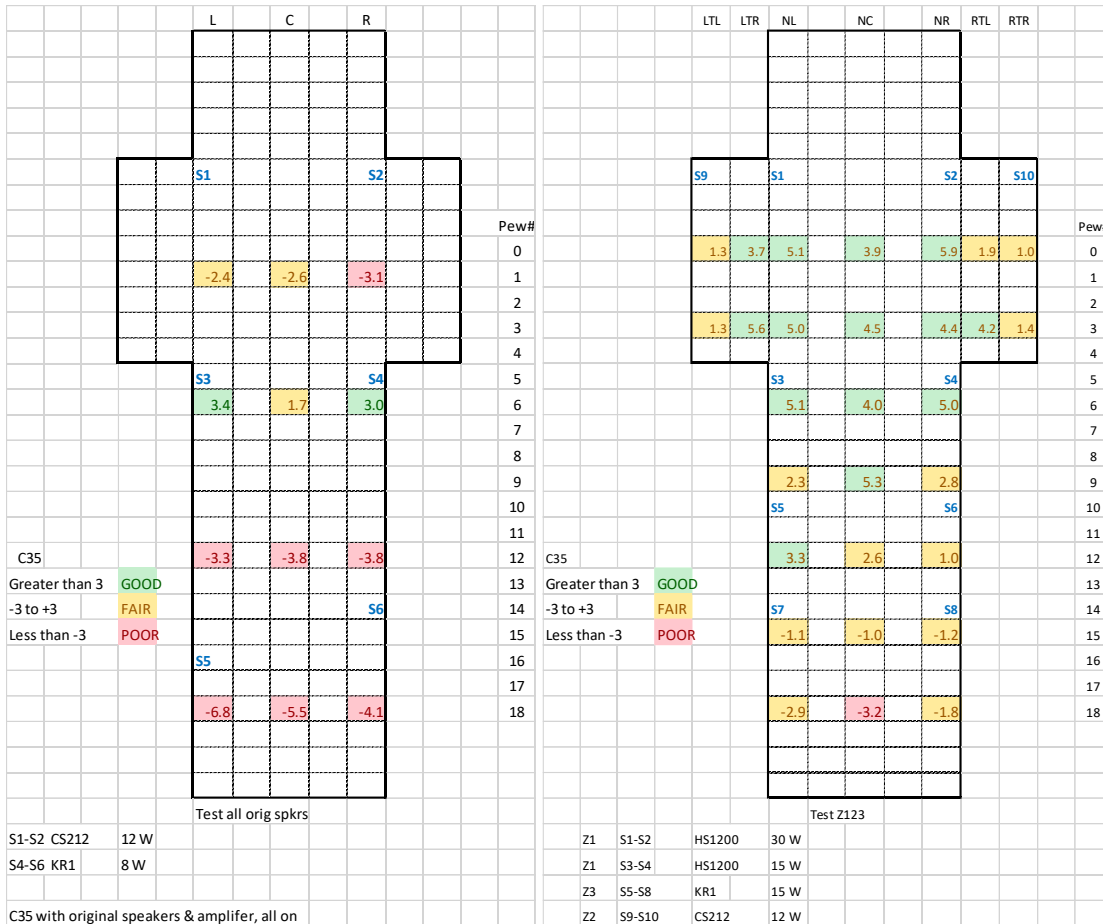 L C R
S1 S2
Pew#
0
-2.4 -2.6 -3.1 1
2
3
4
S3 S4 5
3.4 1.7 3.0 6
7
8
9
10
11
C35 -3.3 -3.8 -3.8 12
Greater than 3 GOOD 13
-3 to +3 FAIR S6 14
Less than -3 POOR 15
S5 16
17
-6.8 -5.5 -4.1 18
Test all orig spkrs
S1-S2 CS212 12 W
S4-S6 KR1 8 W
C35 with original speakers & amplifer, all on
LTL LTR NL NC NR RTL RTR
S9 S1 S2 S10
Pew
1.3 3.7 5.1 3.9 5.9 1.9 1.0 0
1
2
1.3 5.6 5.0 4.5 4.4 4.2 1.4 3
4
S3 S4 5
5.1 4.0 5.0 6
7
8
2.3 5.3 2.8 9
S5 S6 10
11
C35 3.3 2.6 1.0 12
Greater than 3 GOOD 13
-3 to +3 FAIR S7 S8 14
Less than -3 POOR -1.1 -1.0 -1.2 15
16
17
-2.9 -3.2 -1.8 18
Test Z123
Z1 S1-S2 HS1200 30 W
Z1 S3-S4 HS1200 15 W
Z3 S5-S8 KR1 15 W
Z2 S9-S10 CS212 12 W